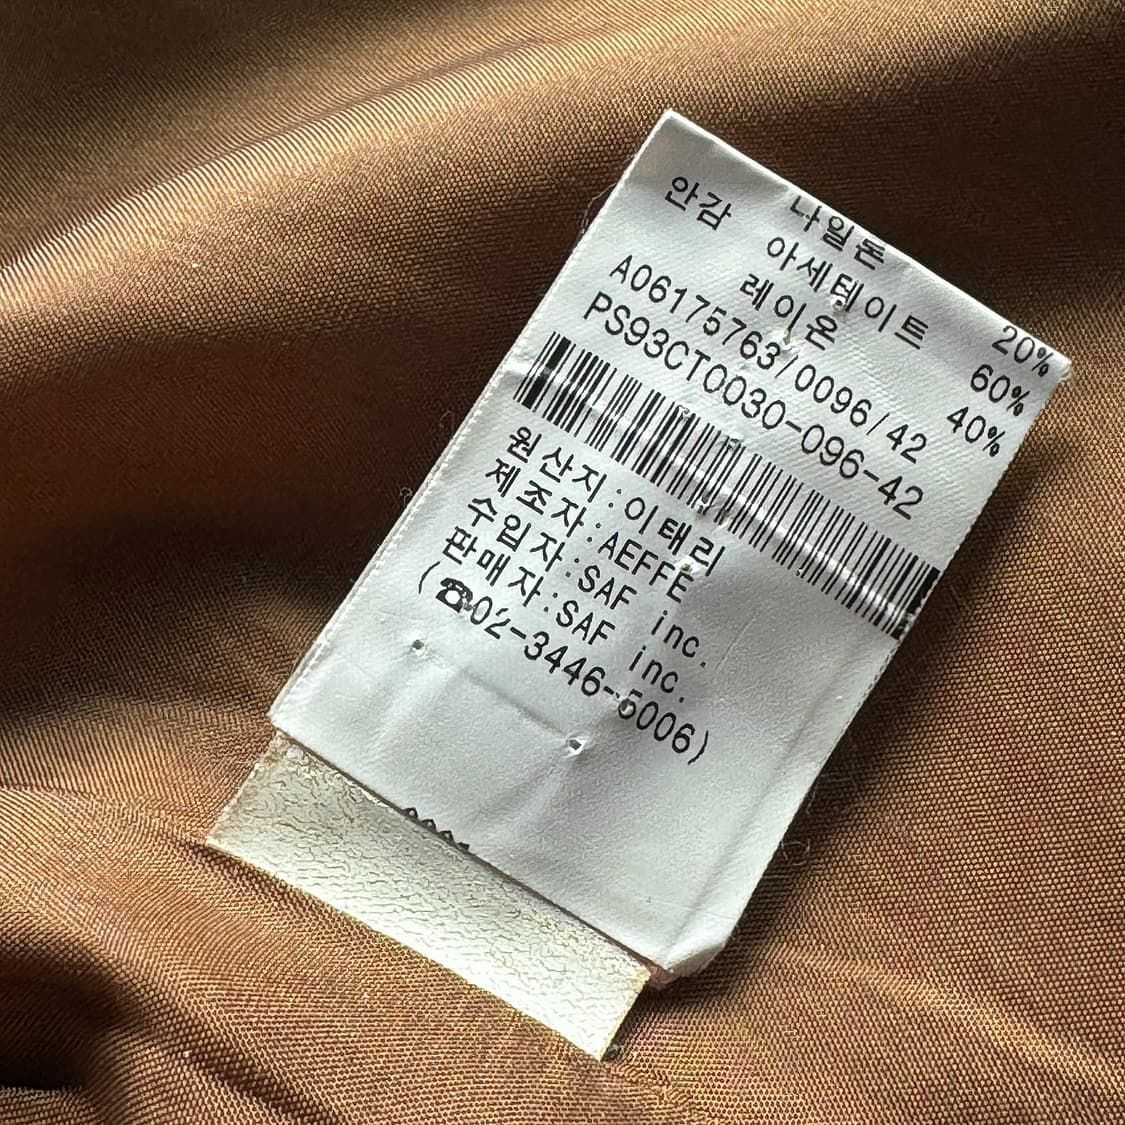 나일론 20%
안감 아세테이트 60%
레이온 40%
A06175763/0096/42
PS93CT0030-096-42
원산지:이태리
제조자:AEFFE
수입자:SAF inc.
판매자:SAF inc.
(☎02-3446-5006)